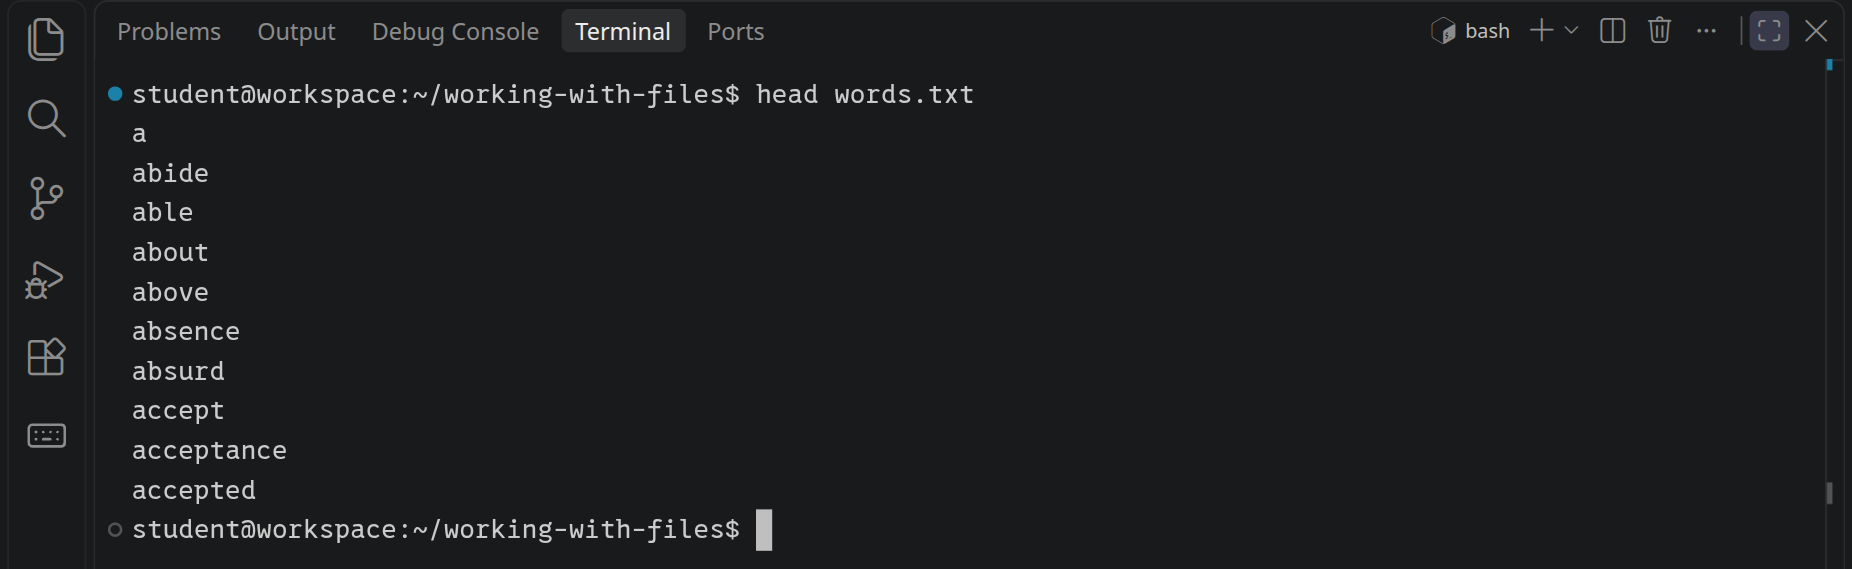 Problems Output Debug Console Terminal Ports bash
student@workspace:~/working-with-files$ head words.txt
a
abide
able
about
above
absence
absurd
accept
acceptance
accepted
student@workspace:~/working-with-files$